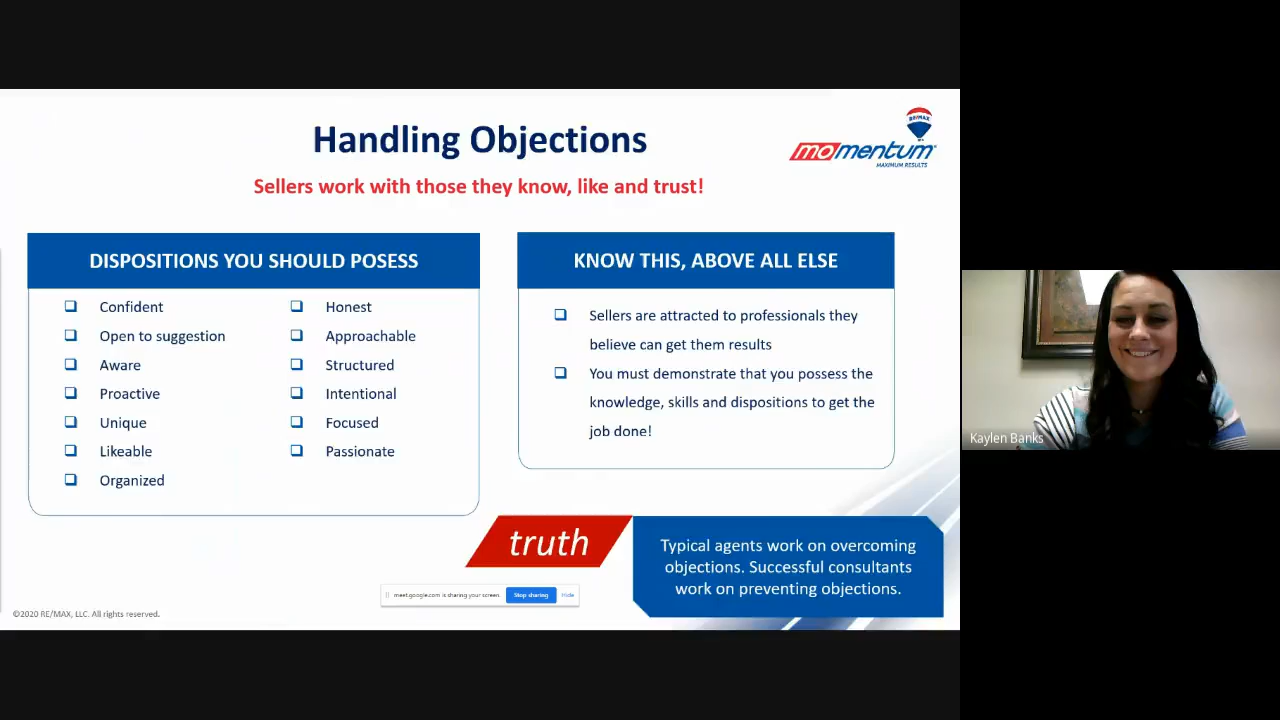 Handling Objections
RE/MAX
momentum
MAXIMUM RESULTS
Sellers work with those they know, like and trust!
DISPOSITIONS YOU SHOULD POSESS
Confident
Open to suggestion
Aware
Proactive
Unique
Likeable
Organized
Honest
Approachable
Structured
Intentional
Focused
Passionate
KNOW THIS, ABOVE ALL ELSE
Sellers are attracted to professionals they
believe can get them results
You must demonstrate that you possess the
knowledge, skills and dispositions to get the
job done!
truth
Typical agents work on overcoming
objections. Successful consultants
work on preventing objections.
meet.google.com is sharing your screen. Stop sharing Hide
©2020 RE/MAX, LLC. All rights reserved.
Kaylen Banks